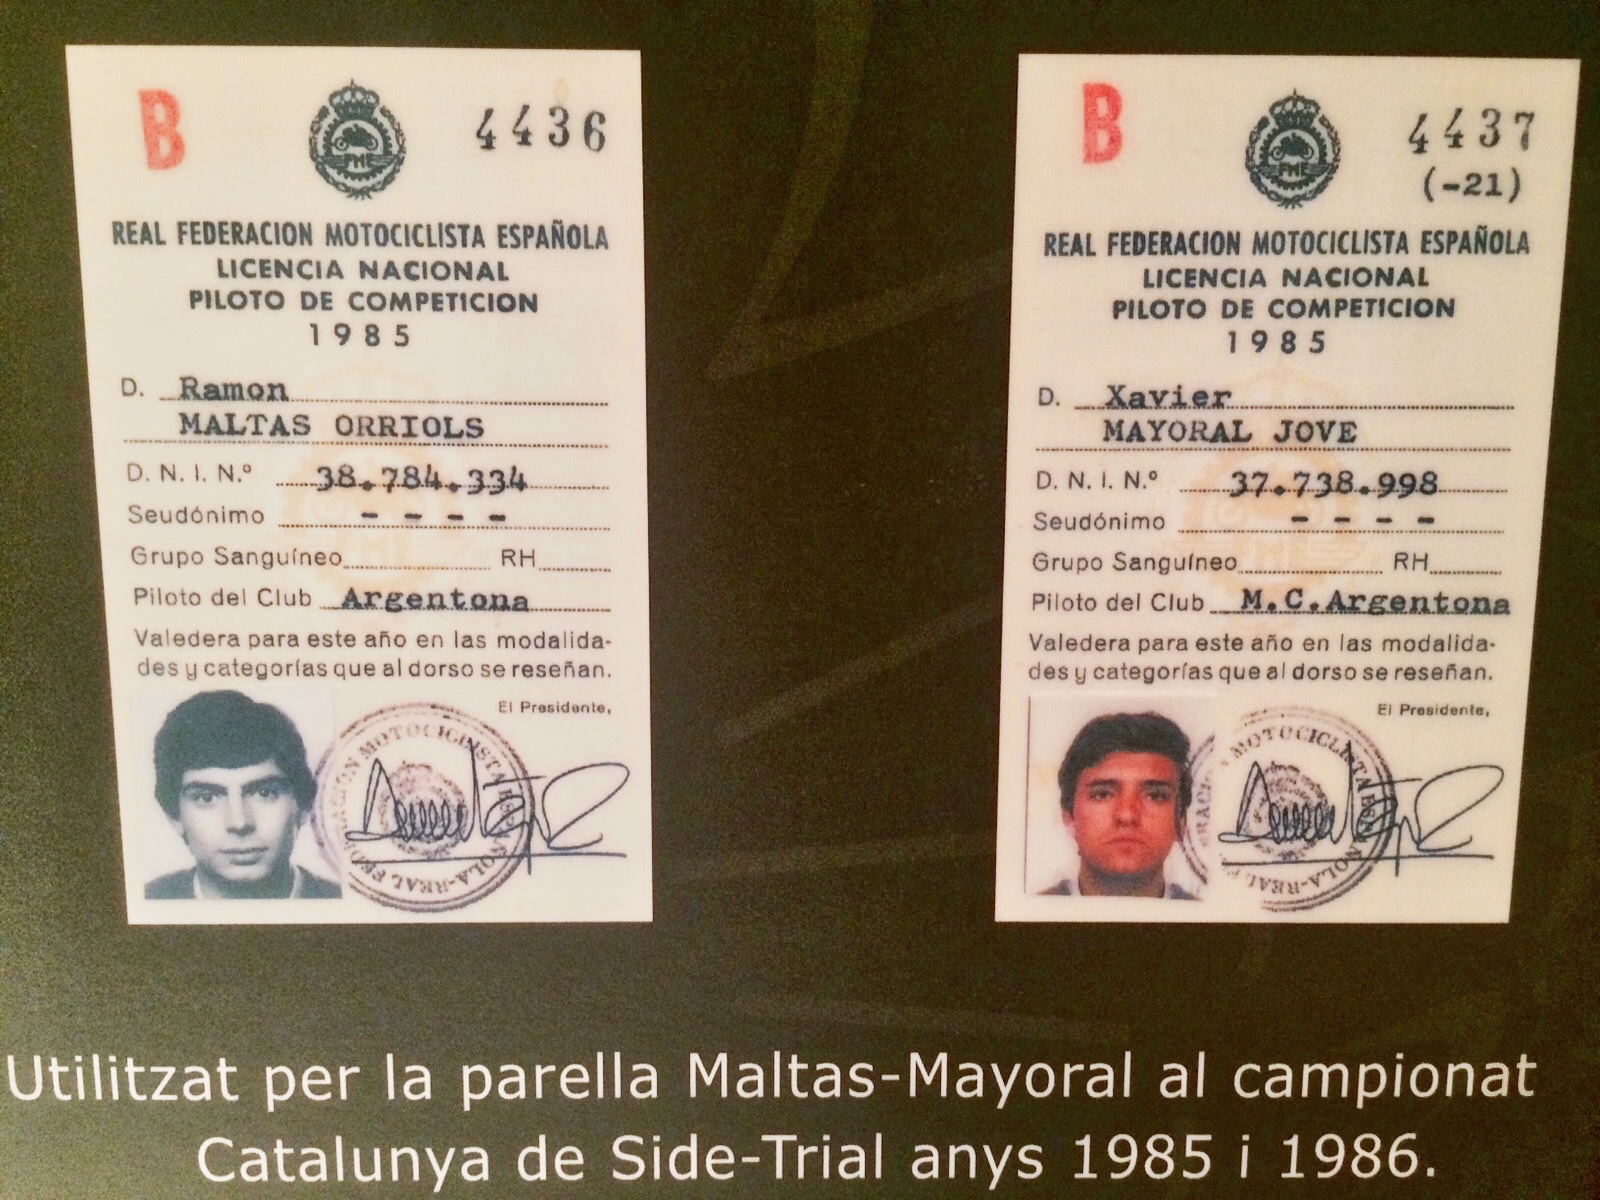 B
4436
FME
REAL FEDERACION MOTOCICLISTA ESPAÑOLA
LICENCIA NACIONAL
PILOTO DE COMPETICION
1985
D. Ramon
MALTAS ORRIOLS
D. N. I. N.º 38.784.334
Seudónimo - - - -
Grupo Sanguíneo RH
Piloto del Club Argentona
Valedera para este año en las modalida-
des y categorías que al dorso se reseñan.
El Presidente,
B
4437
(-21)
FME
REAL FEDERACION MOTOCICLISTA ESPAÑOLA
LICENCIA NACIONAL
PILOTO DE COMPETICION
1985
D. Xavier
MAYORAL JOVE
D. N. I. N.º 37.738.998
Seudónimo - - - -
Grupo Sanguíneo RH
Piloto del Club M.C.Argentona
Valedera para este año en las modalida-
des y categorías que al dorso se reseñan.
El Presidente,
Utilitzat per la parella Maltas-Mayoral al campionat
Catalunya de Side-Trial anys 1985 i 1986.